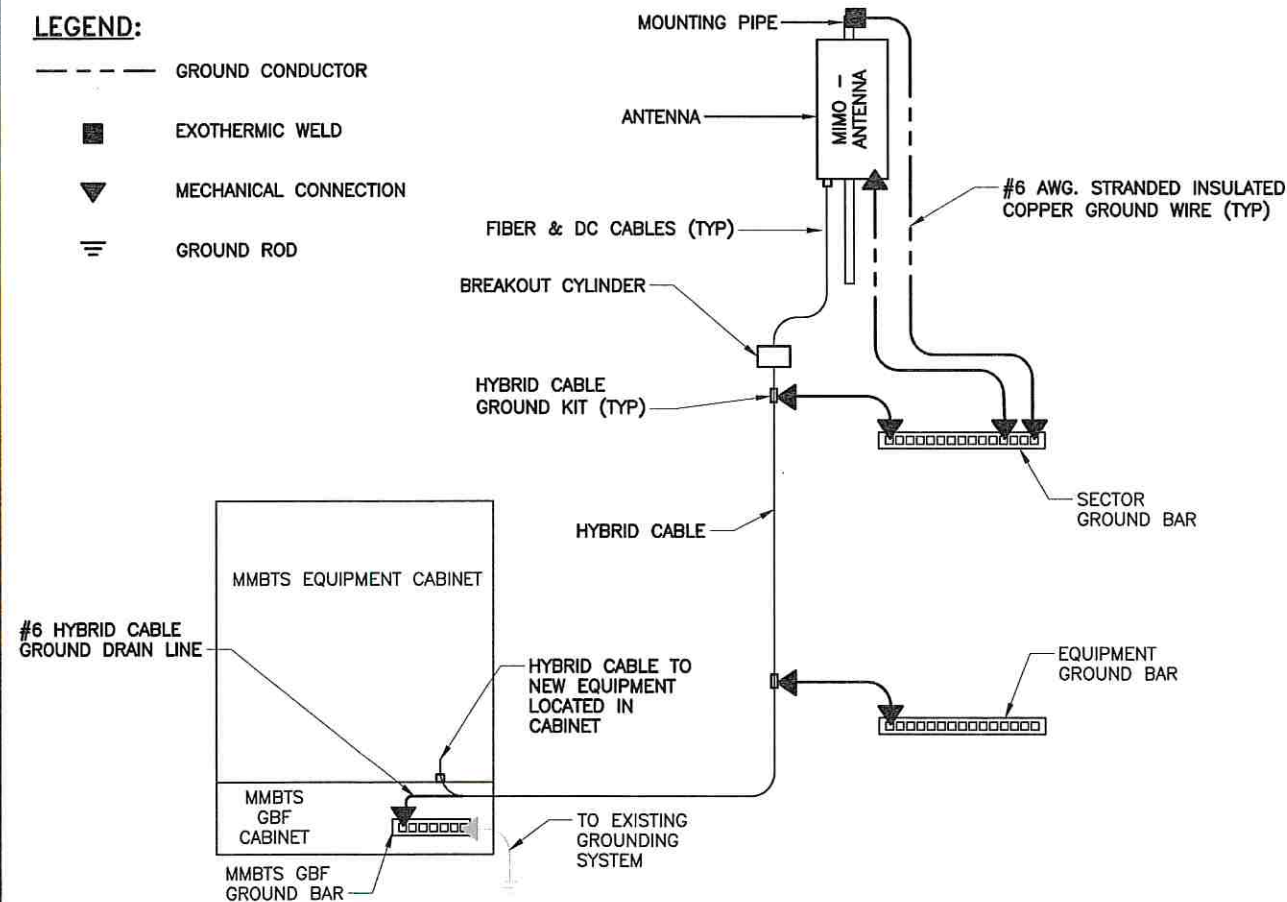 LEGEND:
GROUND CONDUCTOR
EXOTHERMIC WELD
MECHANICAL CONNECTION
GROUND ROD
MOUNTING PIPE
ANTENNA
MIMO -
ANTENNA
#6 AWG. STRANDED INSULATED
COPPER GROUND WIRE (TYP)
FIBER & DC CABLES (TYP)
BREAKOUT CYLINDER
HYBRID CABLE
GROUND KIT (TYP)
SECTOR
GROUND BAR
HYBRID CABLE
MMBTS EQUIPMENT CABINET
#6 HYBRID CABLE
GROUND DRAIN LINE
HYBRID CABLE TO
NEW EQUIPMENT
LOCATED IN
CABINET
EQUIPMENT
GROUND BAR
MMBTS
GBF
CABINET
TO EXISTING
GROUNDING
SYSTEM
MMBTS GBF
GROUND BAR